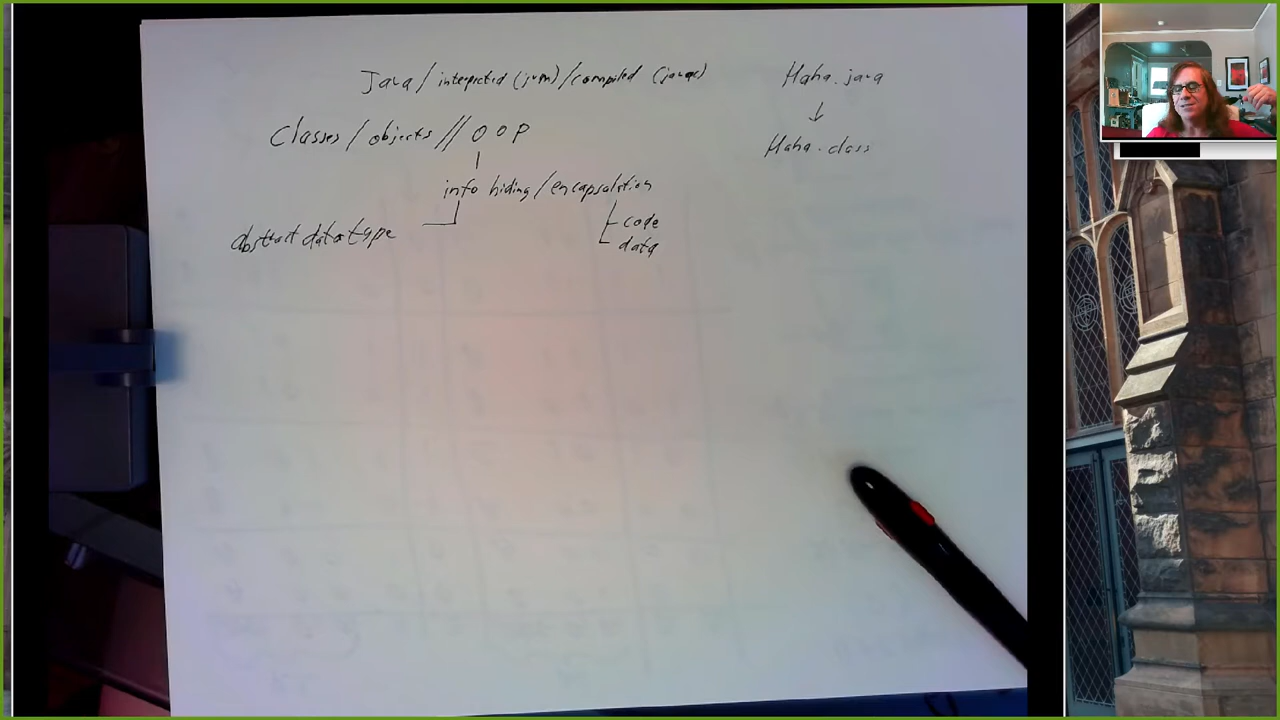 Java / interpreted (jvm) / compiled (javac)
Haha.java
↓
Haha.class
Classes / objects // OOP
info hiding / encapsulation
abstract data type
code
data